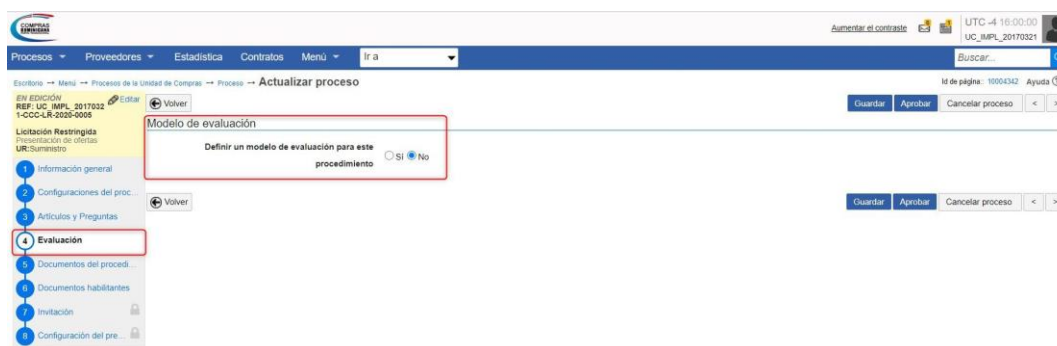 COMPRAS
DOMINICANAS
Aumentar el contraste
UTC -4 16:00:00
UC_IMPL_20170321
Procesos
Proveedores
Estadística
Contratos
Menú
Ir a
Buscar...
Escritorio → Menú → Procesos de la Unidad de Compras → Proceso → Actualizar proceso
Id de página: 10004342 Ayuda
EN EDICIÓN
Editar
REF: UC_IMPL_2017032
1-CCC-LR-2020-0005
Licitación Restringida
Presentación de ofertas
UR:Suministro
Volver
Guardar
Aprobar
Cancelar proceso
<
>
Modelo de evaluación
Definir un modelo de evaluación para este
procedimiento
Sí
No
Volver
Guardar
Aprobar
Cancelar proceso
<
>
1 Información general
2 Configuraciones del proc...
3 Artículos y Preguntas
4 Evaluación
5 Documentos del procedi...
6 Documentos habilitantes
7 Invitación
8 Configuración del pre...